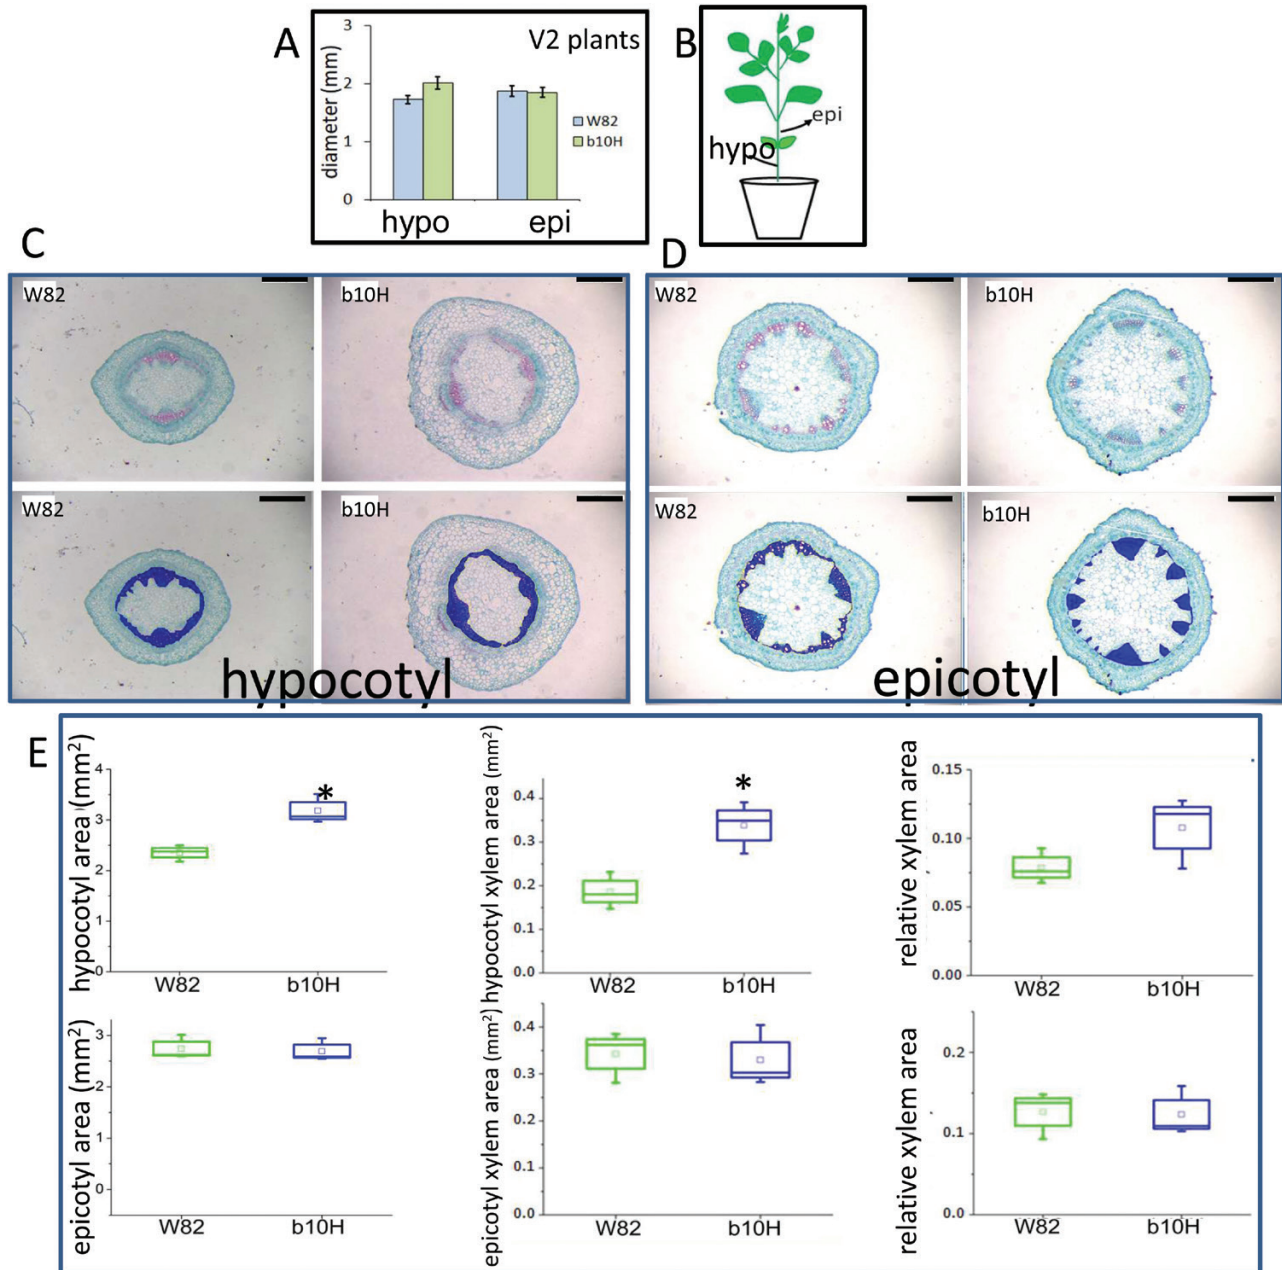 A
3
2
1
0
diameter (mm)
V2 plants
W82
b10H
hypo
epi
B
epi
hypo
C
W82
b10H
W82
b10H
hypocotyl
D
W82
b10H
W82
b10H
epicotyl
E
hypocotyl area (mm²)
4
3
2
1
0
W82
b10H
*
hypocotyl xylem area (mm²)
0.4
0.3
0.2
0.1
0.0
W82
b10H
*
relative xylem area
0.15
0.10
0.05
0.00
W82
b10H
epicotyl area (mm²)
3
2
1
0
W82
b10H
epicotyl xylem area (mm²)
0.4
0.3
0.2
0.1
0.0
W82
b10H
relative xylem area
0.2
0.1
0.0
W82
b10H